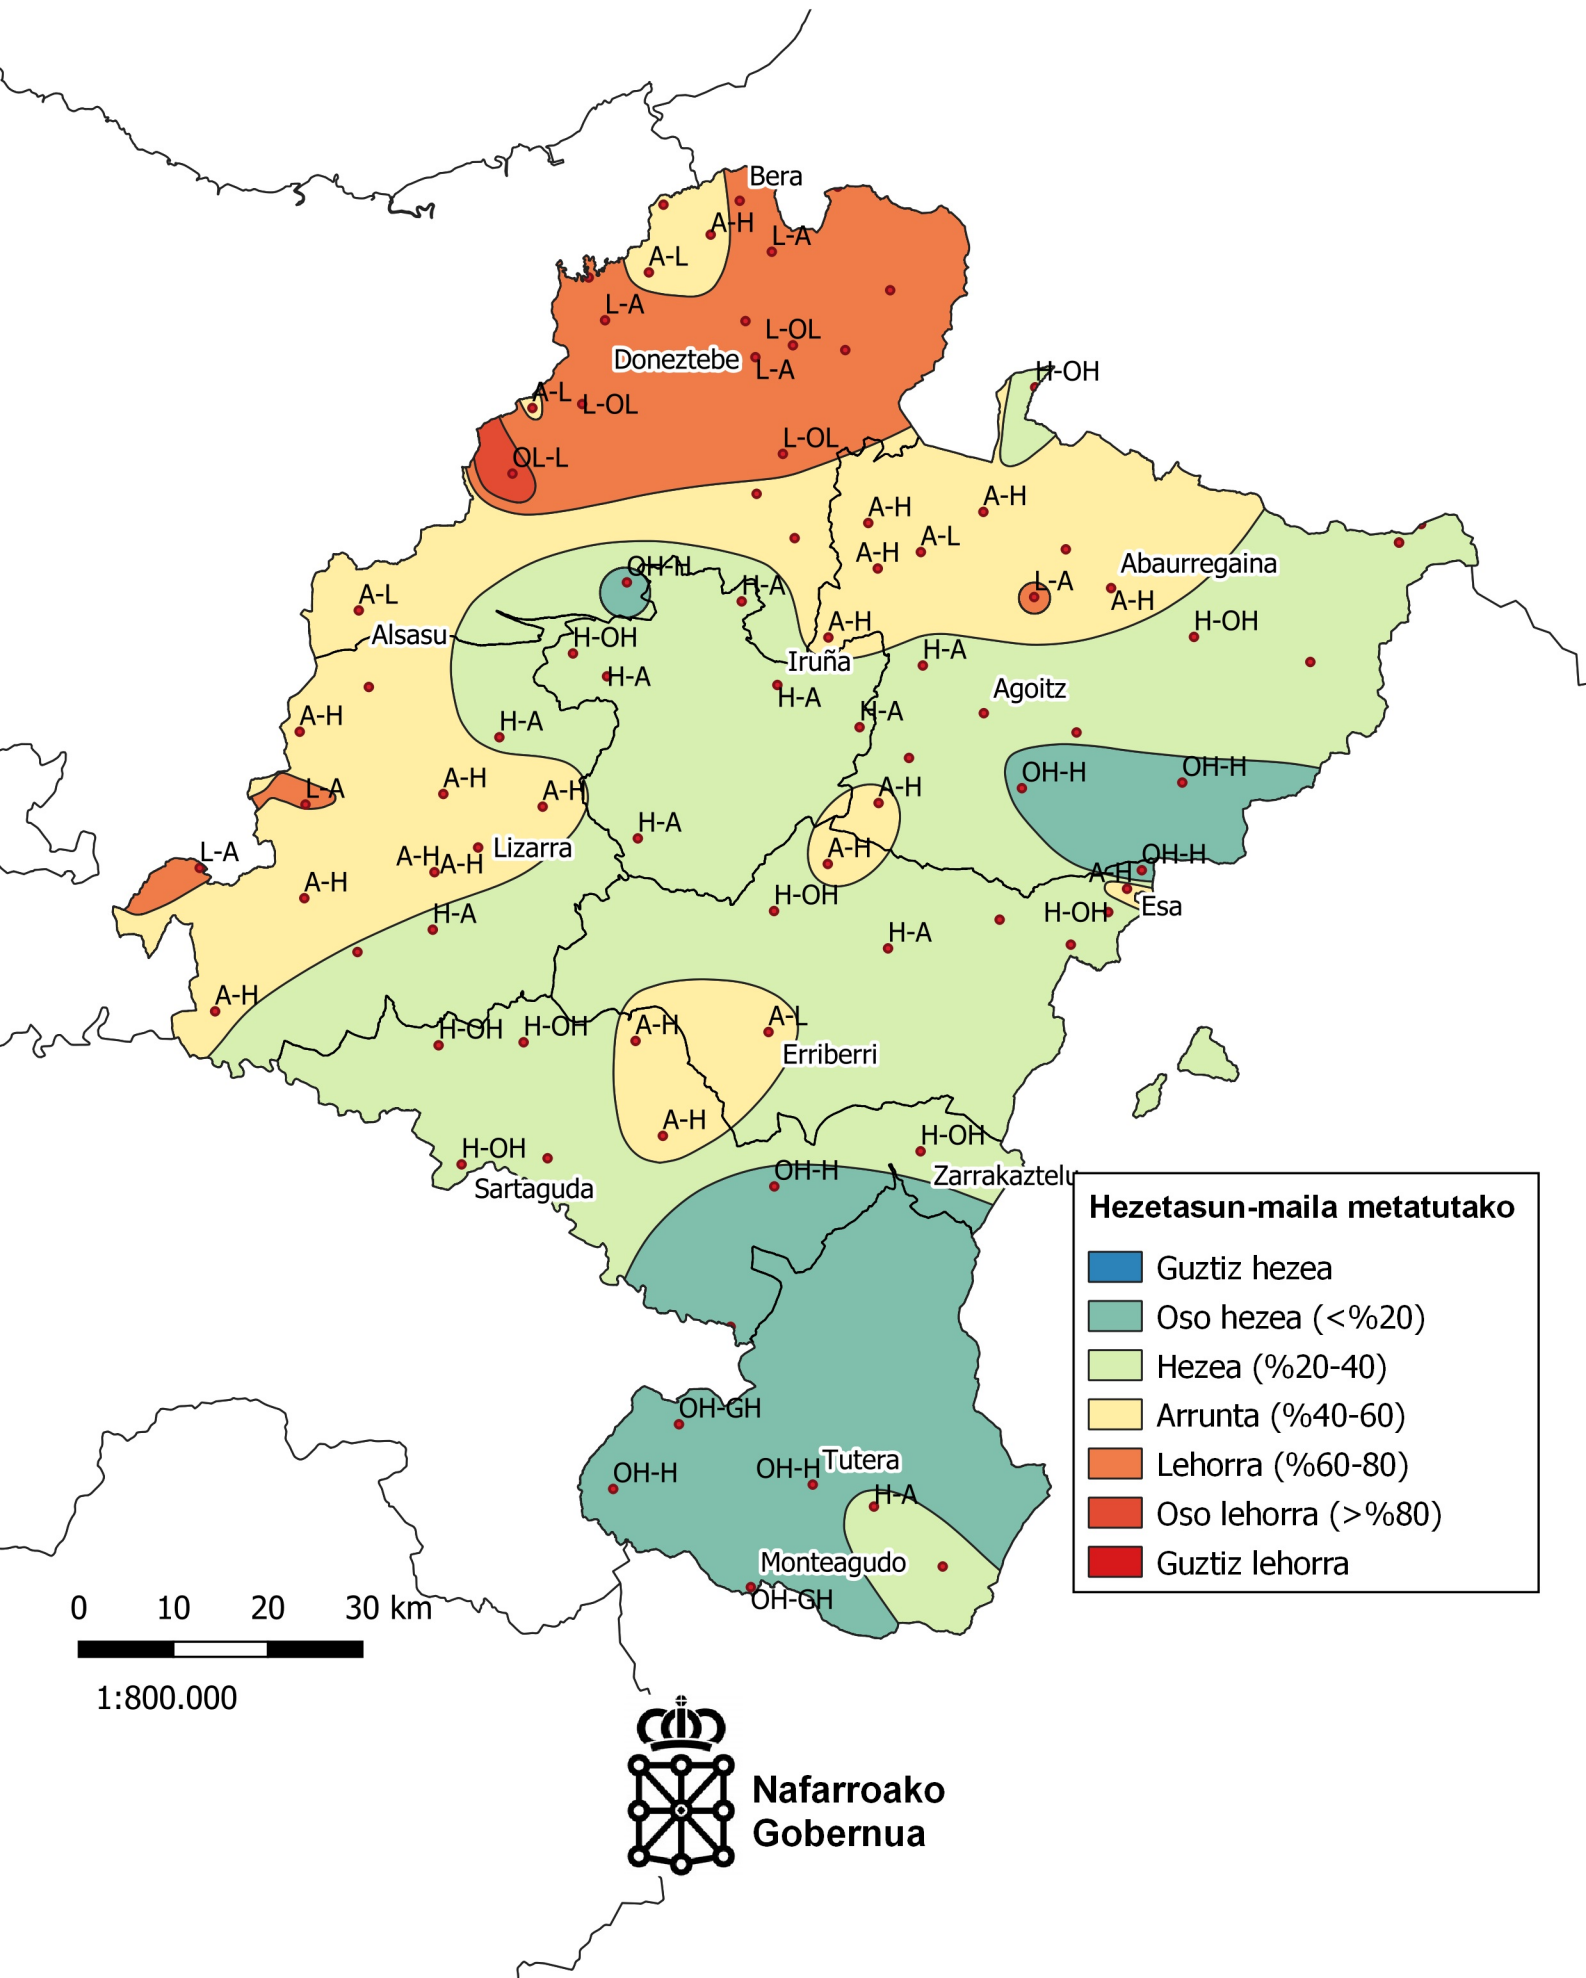 Bera
A-H
L-A
A-L
L-A
L-OL
Doneztebe
L-A
H-OH
A-L
L-OL
L-OL
OL-L
A-H
A-H
A-L
A-H
Abaurregaina
OH-H
H-A
L-A
A-H
A-L
Alsasu
H-OH
A-H
H-OH
Iruña
H-A
H-A
H-A
Agoitz
A-H
H-A
H-A
OH-H
OH-H
L-A
A-H
A-H
A-H
H-A
Lizarra
A-H
A-H
A-H
L-A
OH-H
A-H
A-H
H-OH
H-OH
Esa
H-A
H-A
A-H
H-OH
H-OH
A-H
A-L
Erriberri
A-H
H-OH
H-OH
Sartaguda
OH-H
Zarrakaztelu
Hezetasun-maila metatutako
Guztiz hezea
Oso hezea (<%20)
Hezea (%20-40)
Arrunta (%40-60)
Lehorra (%60-80)
Oso lehorra (>%80)
Guztiz lehorra
OH-GH
OH-H
OH-H
Tutera
H-A
Monteagudo
OH-GH
0 10 20 30 km
1:800.000
Nafarroako
Gobernua